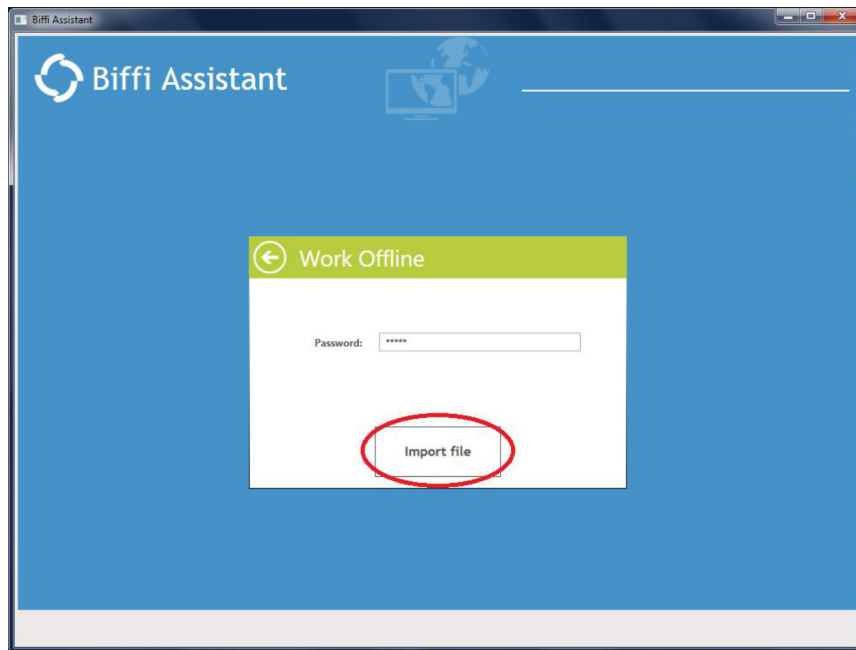 Biffi Assistant
Biffi Assistant
Work Offline
Password: *****
Import file